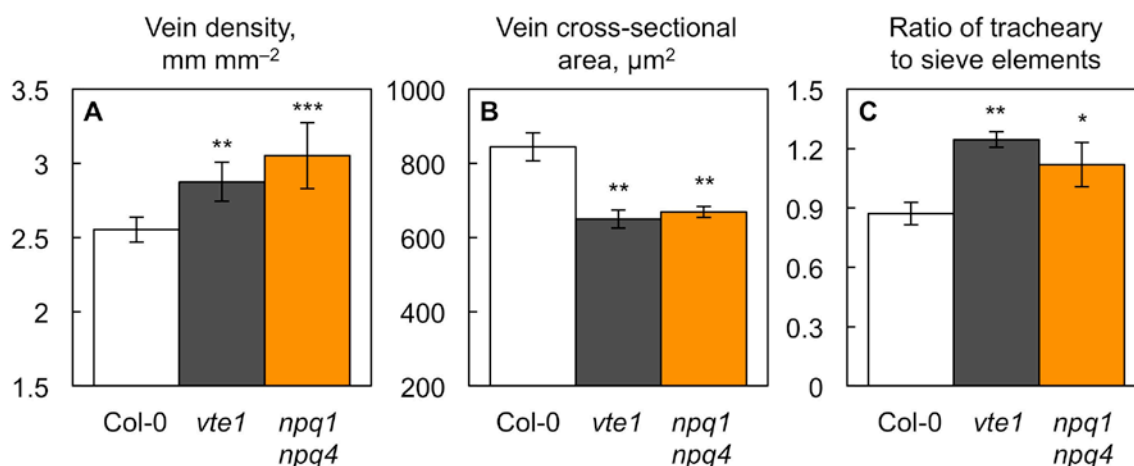 Vein density,
mm mm⁻²
Vein cross-sectional
area, µm²
Ratio of tracheary
to sieve elements
3.5
3
2.5
2
1.5
A
**
***
Col-0
vte1
npq1
npq4
1000
800
600
400
200
B
**
**
Col-0
vte1
npq1
npq4
1.5
1.2
0.9
0.6
0.3
0
C
**
*
Col-0
vte1
npq1
npq4